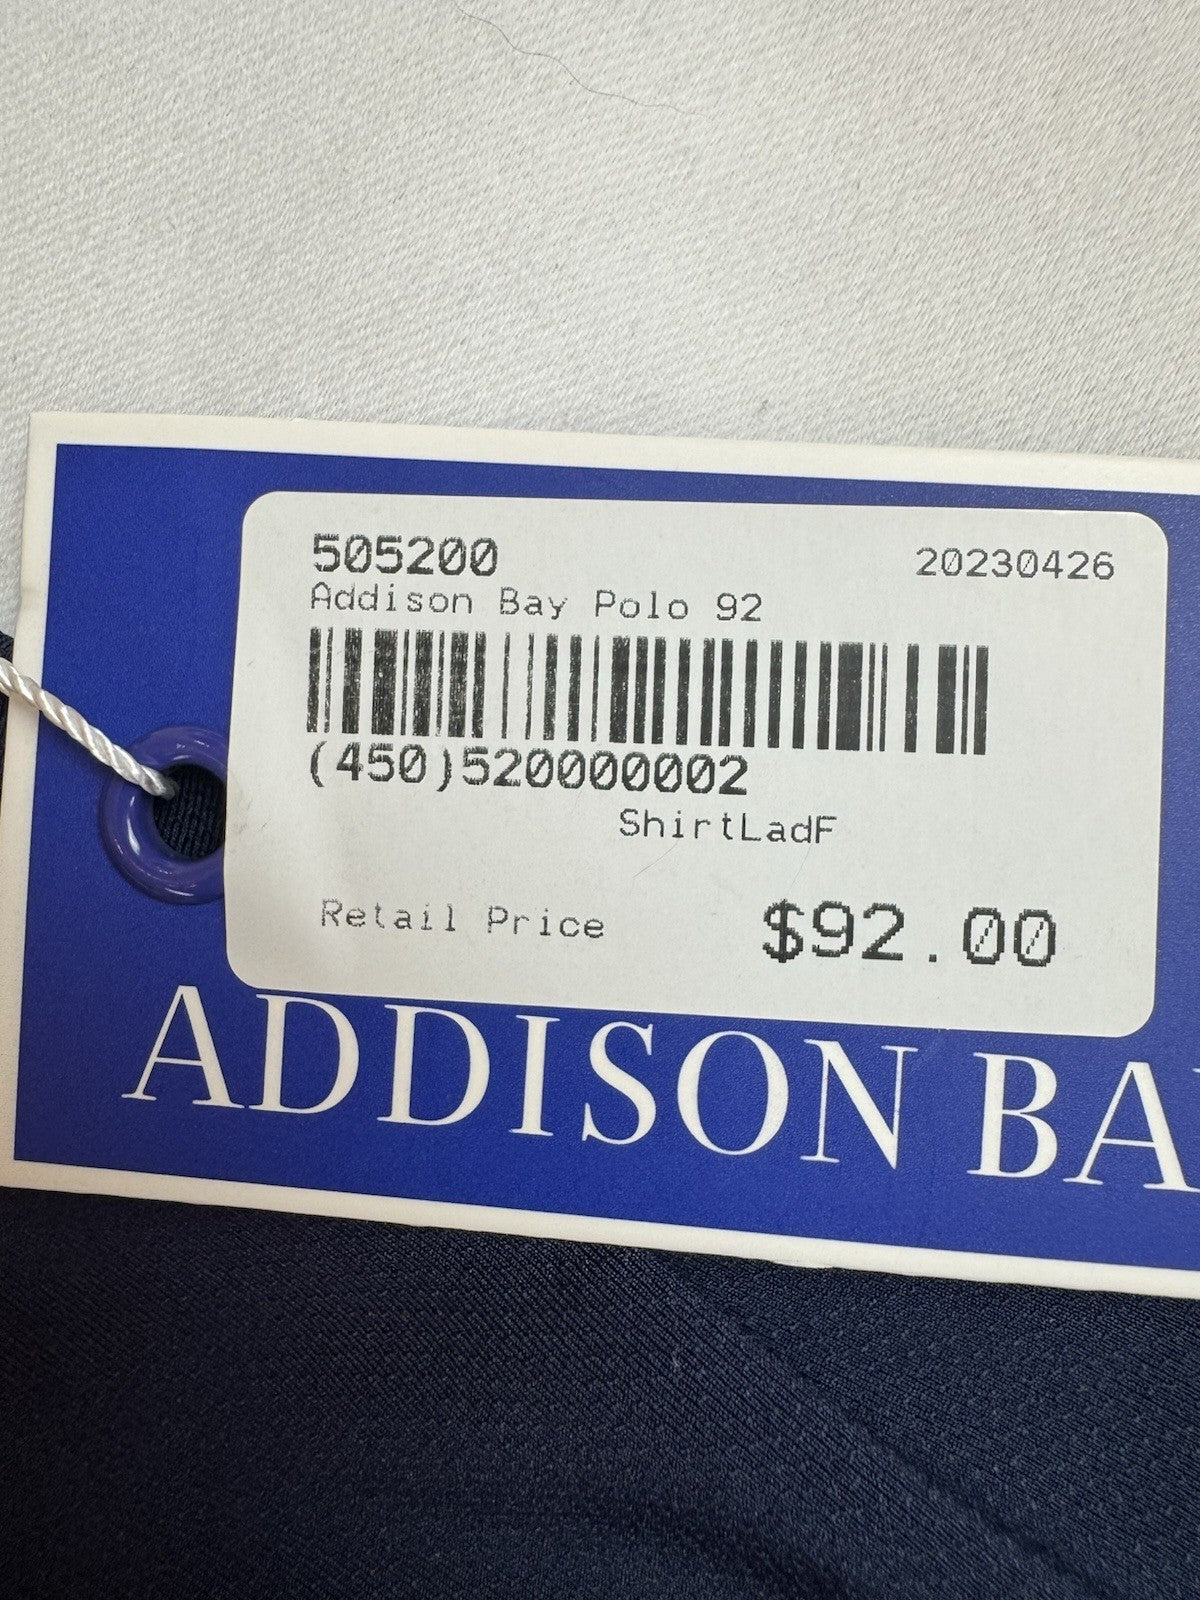 505200 20230426
Addison Bay Polo 92
(450)520000002
ShirtLadF
Retail Price $92.00
ADDISON BA